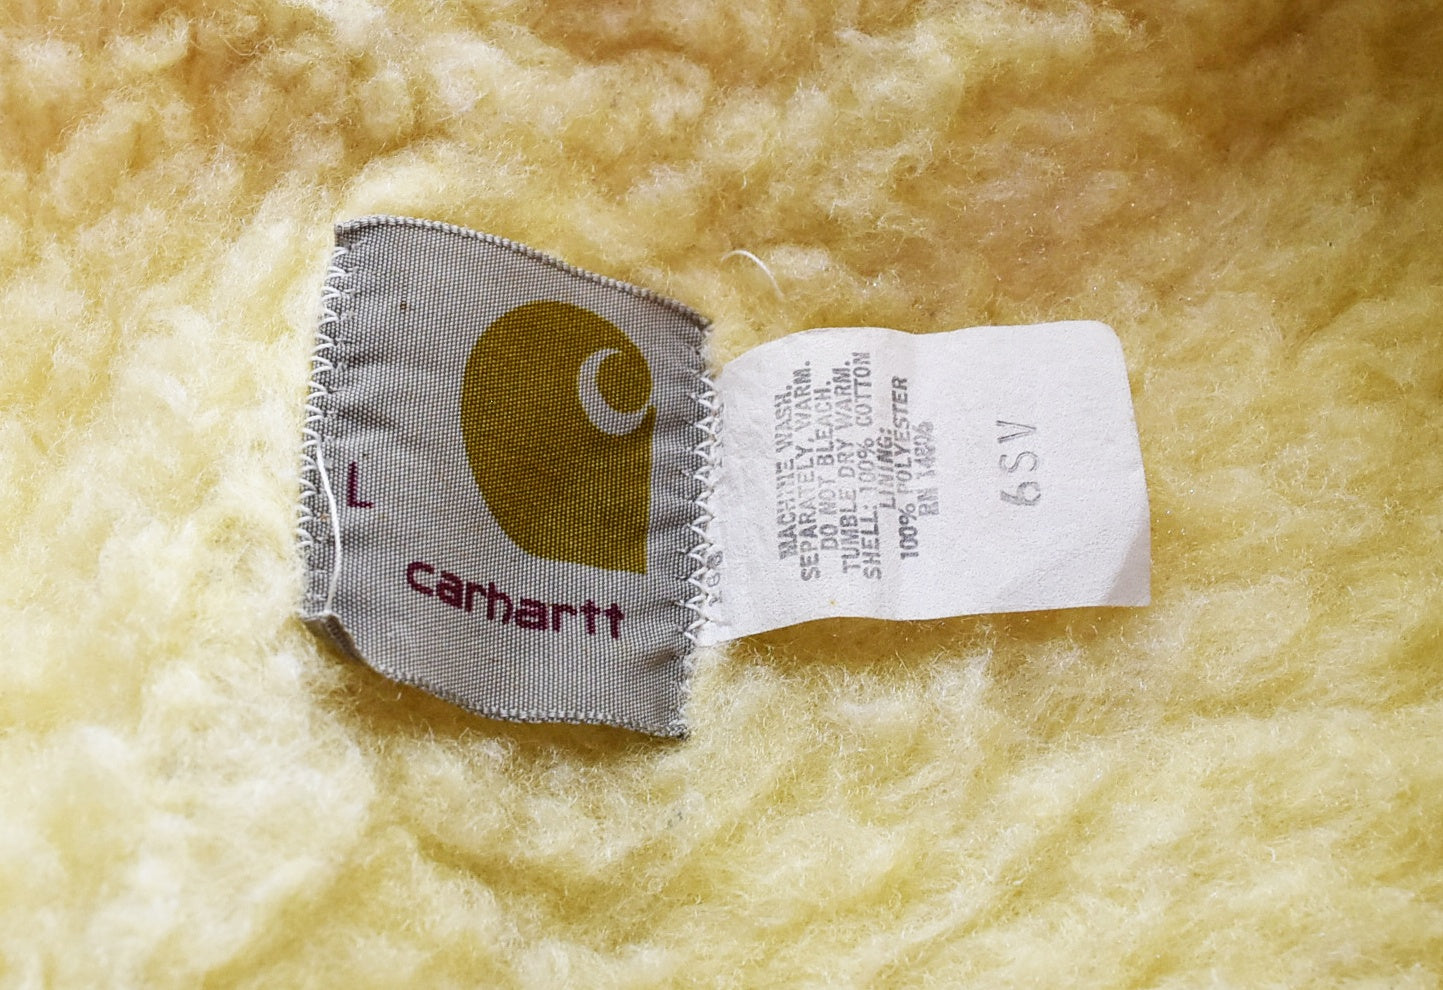 L
carhartt
MACHINE WASH.
SEPARATELY, WARM.
DO NOT BLEACH.
TUMBLE DRY WARM.
SHELL: 100% COTTON
LINING:
100% POLYESTER
RN 14806
6SV